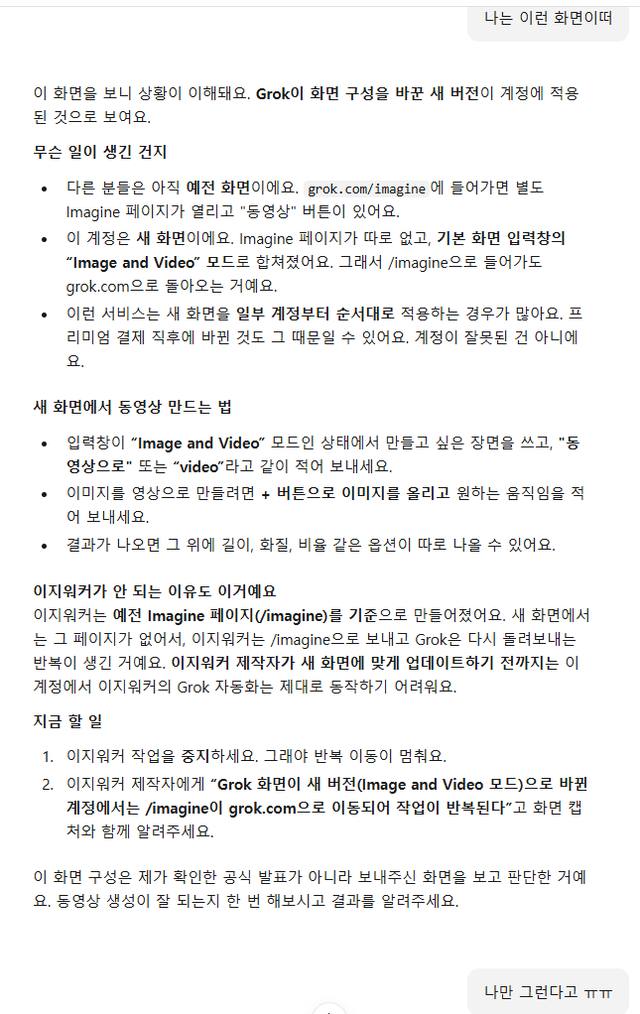 나는 이런 화면이떠
이 화면을 보니 상황이 이해돼요. Grok이 화면 구성을 바꾼 새 버전이 계정에 적용
된 것으로 보여요.
무슨 일이 생긴 건지
• 다른 분들은 아직 예전 화면이에요. grok.com/imagine 에 들어가면 별도
Imagine 페이지가 열리고 "동영상" 버튼이 있어요.
• 이 계정은 새 화면이에요. Imagine 페이지가 따로 없고, 기본 화면 입력창의
“Image and Video” 모드로 합쳐졌어요. 그래서 /imagine으로 들어가도
grok.com으로 돌아오는 거예요.
• 이런 서비스는 새 화면을 일부 계정부터 순서대로 적용하는 경우가 많아요. 프
리미엄 결제 직후에 바뀐 것도 그 때문일 수 있어요. 계정이 잘못된 건 아니에
요.
새 화면에서 동영상 만드는 법
• 입력창이 “Image and Video” 모드인 상태에서 만들고 싶은 장면을 쓰고, "동
영상으로" 또는 “video”라고 같이 적어 보내세요.
• 이미지를 영상으로 만들려면 + 버튼으로 이미지를 올리고 원하는 움직임을 적
어 보내세요.
• 결과가 나오면 그 위에 길이, 화질, 비율 같은 옵션이 따로 나올 수 있어요.
이지워커가 안 되는 이유도 이거예요
이지워커는 예전 Imagine 페이지(/imagine)를 기준으로 만들어졌어요. 새 화면에서
는 그 페이지가 없어서, 이지워커는 /imagine으로 보내고 Grok은 다시 돌려보내는
반복이 생긴 거예요. 이지워커 제작자가 새 화면에 맞게 업데이트하기 전까지는 이
계정에서 이지워커의 Grok 자동화는 제대로 동작하기 어려워요.
지금 할 일
1. 이지워커 작업을 중지하세요. 그래야 반복 이동이 멈춰요.
2. 이지워커 제작자에게 “Grok 화면이 새 버전(Image and Video 모드)으로 바뀐
계정에서는 /imagine이 grok.com으로 이동되어 작업이 반복된다”고 화면 캡
처와 함께 알려주세요.
이 화면 구성은 제가 확인한 공식 발표가 아니라 보내주신 화면을 보고 판단한 거예
요. 동영상 생성이 잘 되는지 한 번 해보시고 결과를 알려주세요.
나만 그런다고 ㅠㅠ